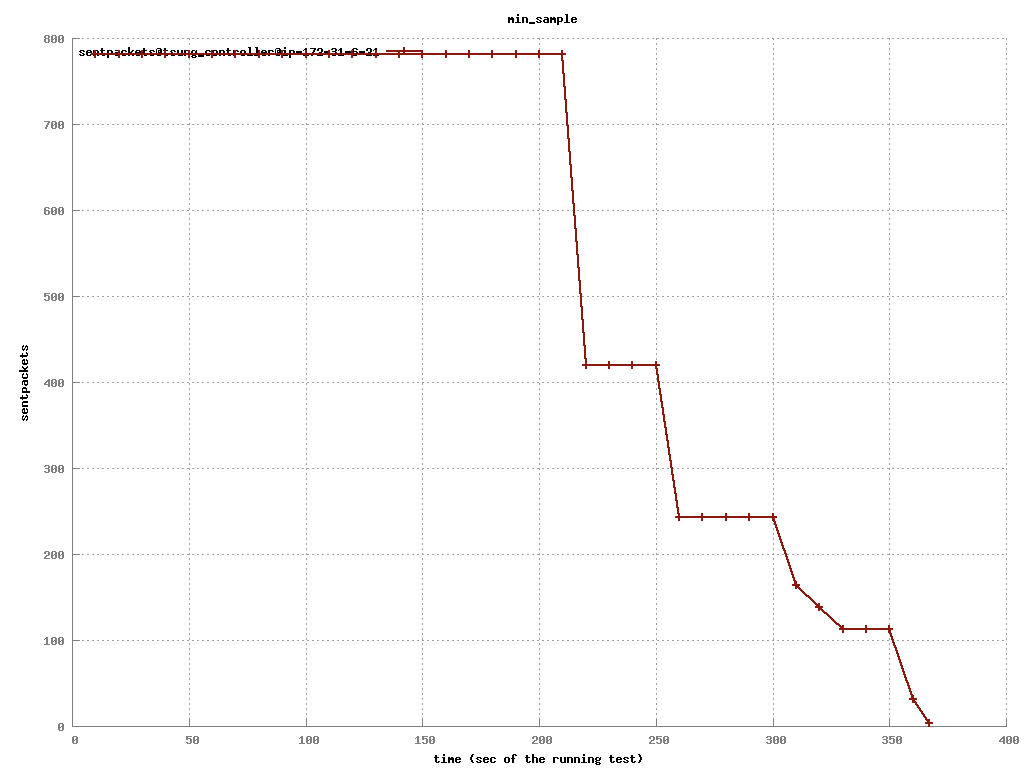 min_sample
800
sentpackets@tsung_controller@ip-172-31-6-21
700
600
500
400
300
200
100
0
sentpackets
0 50 100 150 200 250 300 350 400
time (sec of the running test)